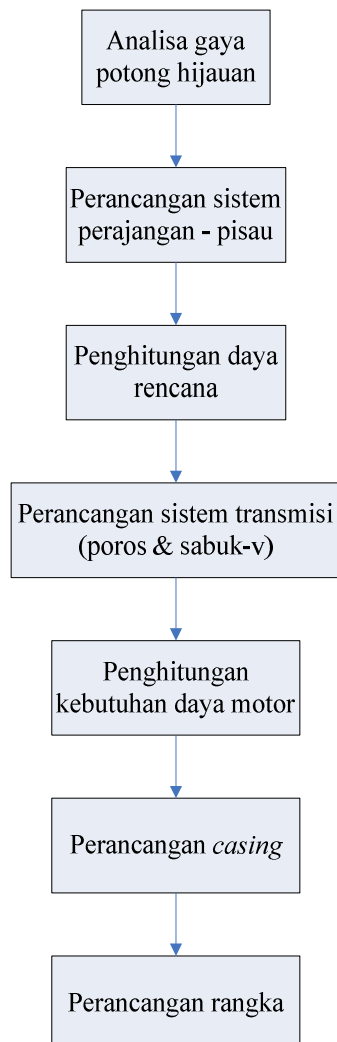 Analisa gaya
potong hijauan
Perancangan sistem
perajangan - pisau
Penghitungan daya
rencana
Perancangan sistem transmisi
(poros & sabuk-v)
Penghitungan
kebutuhan daya motor
Perancangan casing
Perancangan rangka